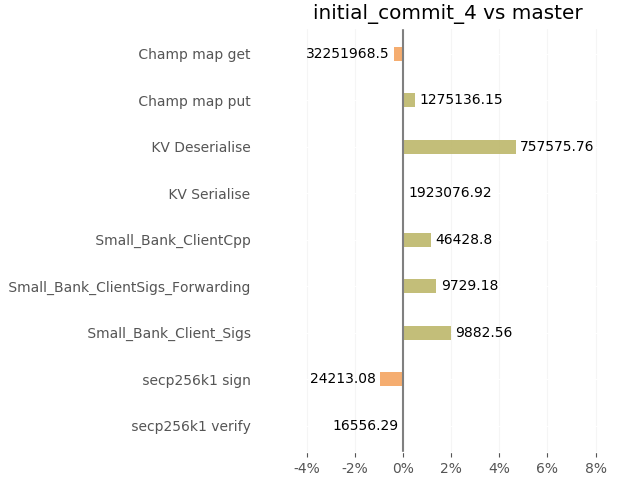 initial_commit_4 vs master
Champ map get 32251968.5
Champ map put 1275136.15
KV Deserialise 757575.76
KV Serialise 1923076.92
Small_Bank_ClientCpp 46428.8
Small_Bank_ClientSigs_Forwarding 9729.18
Small_Bank_Client_Sigs 9882.56
secp256k1 sign 24213.08
secp256k1 verify 16556.29
-4% -2% 0% 2% 4% 6% 8%